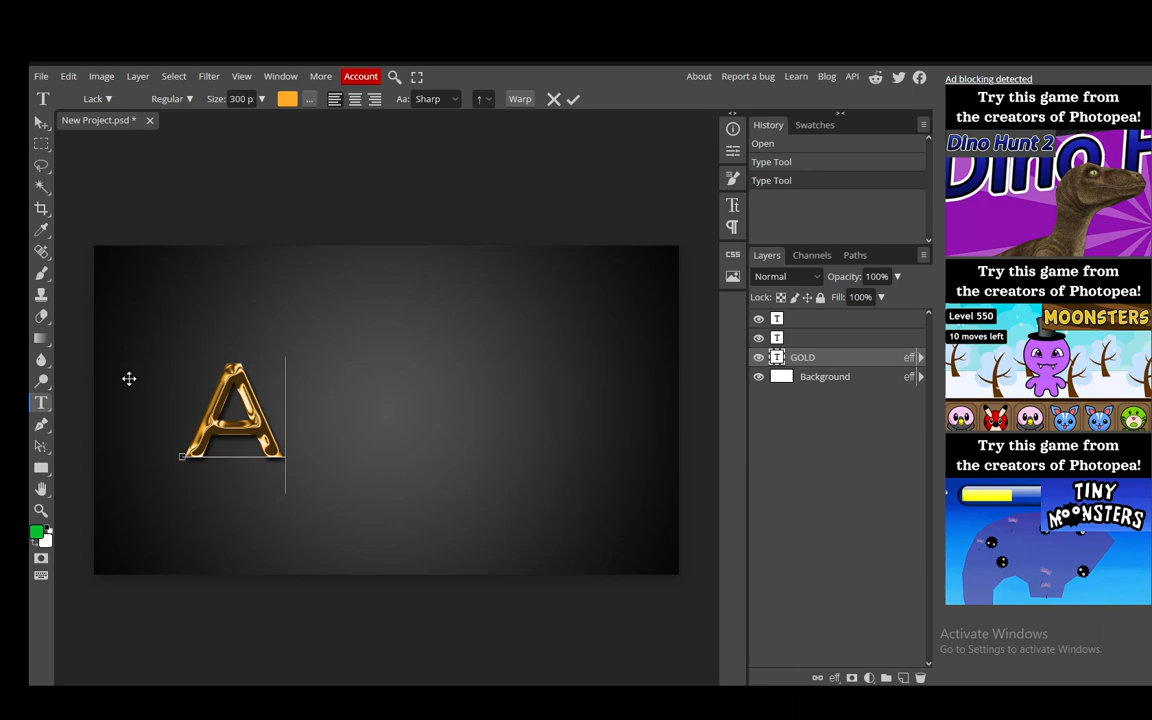 File Edit Image Layer Select Filter View Window More Account
About Report a bug Learn Blog API
Ad blocking detected
T Lack Regular Size: 300 p ... Aa: Sharp Warp
New Project.psd *
History Swatches
Open
Type Tool
Type Tool
Layers Channels Paths
Normal Opacity: 100%
Lock: Fill: 100%
T
T
T GOLD eff
Background eff
CSS
A
eff
Try this game from
the creators of Photopea!
Dino Hunt 2
Try this game from
the creators of Photopea!
Level 550 MOONSTERS
10 moves left
Try this game from
the creators of Photopea!
TINY
MOONSTERS
Activate Windows
Go to Settings to activate Windows.